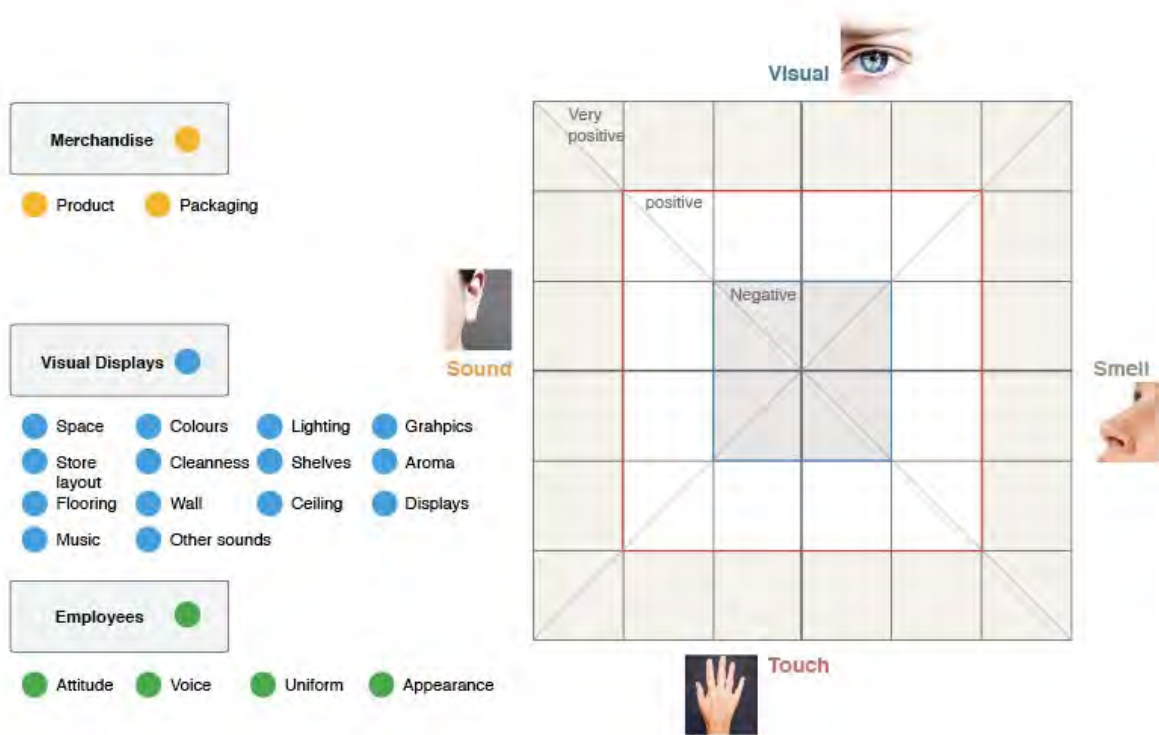 Visual
Merchandise
Very
positive
Product
Packaging
positive
Negative
Sound
Smell
Visual Displays
Space
Colours
Lighting
Grahpics
Store
layout
Cleanness
Shelves
Aroma
Flooring
Wall
Ceiling
Displays
Music
Other sounds
Employees
Touch
Attitude
Voice
Uniform
Appearance